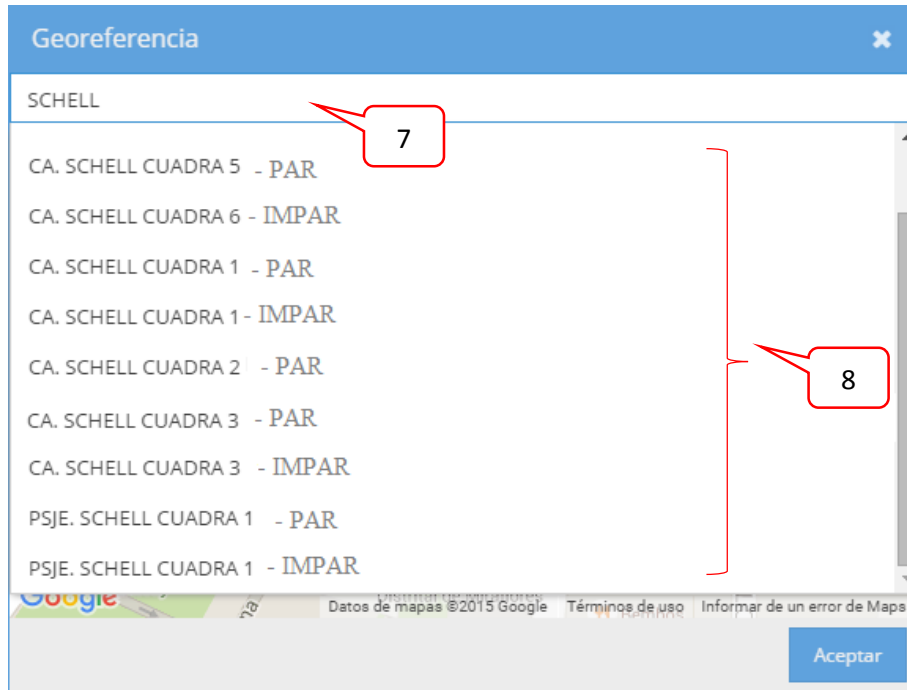 Georeferencia ×
SCHELL
7
CA. SCHELL CUADRA 5 - PAR
CA. SCHELL CUADRA 6 - IMPAR
CA. SCHELL CUADRA 1 - PAR
CA. SCHELL CUADRA 1 - IMPAR
CA. SCHELL CUADRA 2 - PAR
8
CA. SCHELL CUADRA 3 - PAR
CA. SCHELL CUADRA 3 - IMPAR
PSJE. SCHELL CUADRA 1 - PAR
PSJE. SCHELL CUADRA 1 - IMPAR
Google
Datos de mapas ©2015 Google Términos de uso Informar de un error de Maps
Aceptar